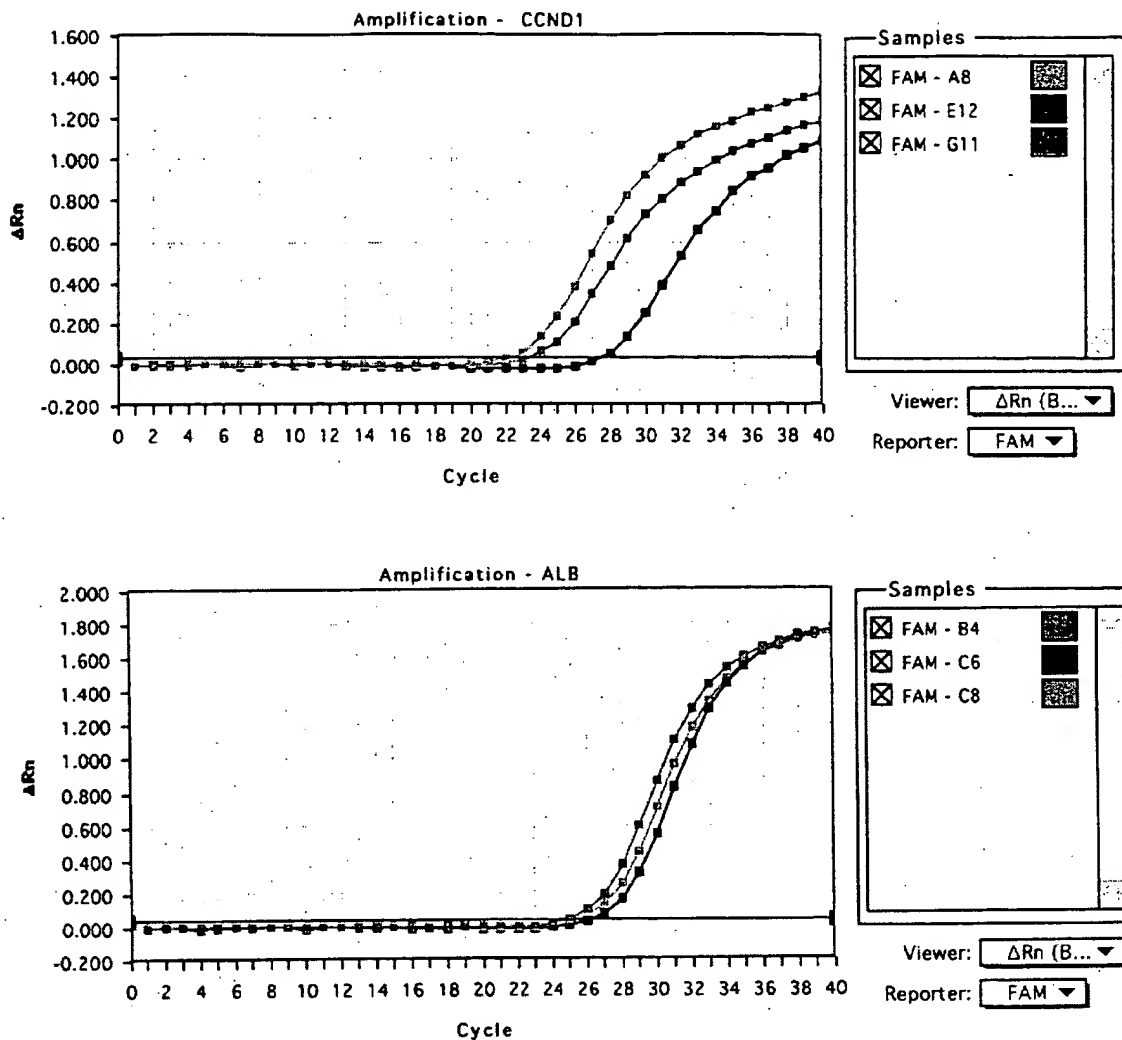 Amplification - CCND1
ΔRn
1.600
1.400
1.200
1.000
0.800
0.600
0.400
0.200
0.000
-0.200
0 2 4 6 8 10 12 14 16 18 20 22 24 26 28 30 32 34 36 38 40
Cycle
Samples
FAM - A8
FAM - E12
FAM - G11
Viewer: ΔRn (B...
Reporter: FAM
Amplification - ALB
ΔRn
2.000
1.800
1.600
1.400
1.200
1.000
0.800
0.600
0.400
0.200
0.000
-0.200
0 2 4 6 8 10 12 14 16 18 20 22 24 26 28 30 32 34 36 38 40
Cycle
Samples
FAM - B4
FAM - C6
FAM - C8
Viewer: ΔRn (B...
Reporter: FAM